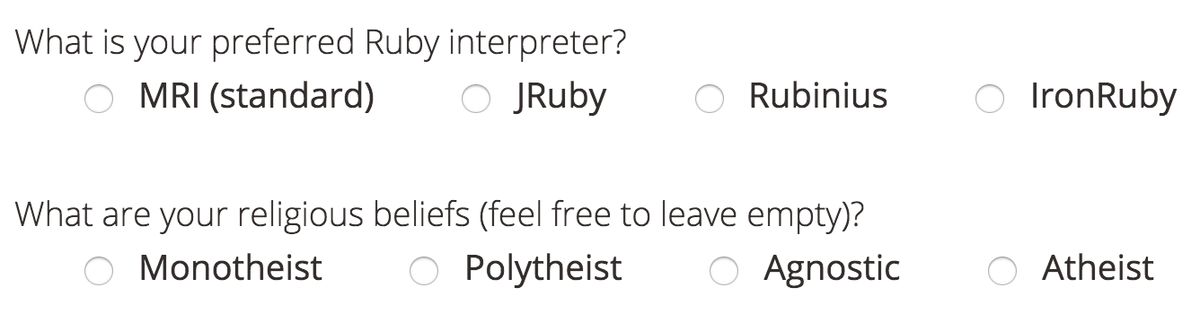 What is your preferred Ruby interpreter?
MRI (standard) JRuby Rubinius IronRuby
What are your religious beliefs (feel free to leave empty)?
Monotheist Polytheist Agnostic Atheist